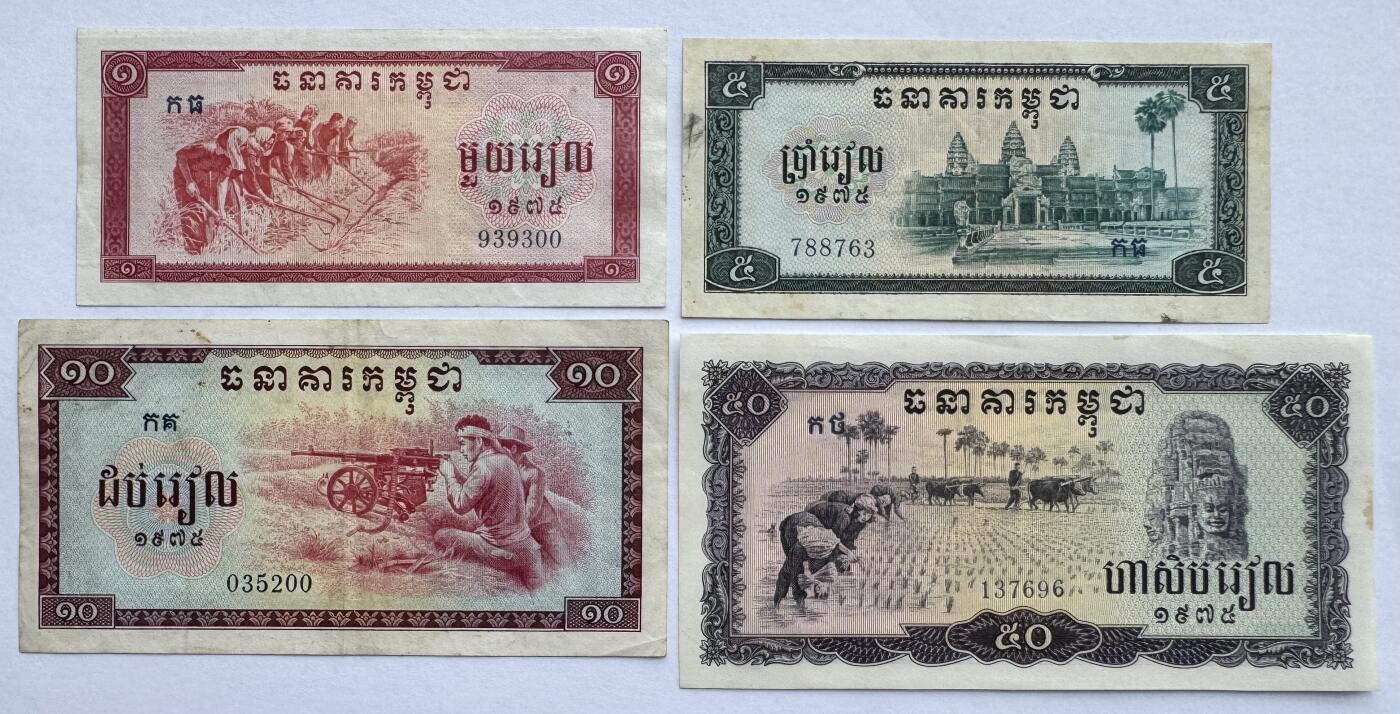 ១ ១
ធនាគារកម្ពុជា
កធ
មួយរៀល
១៩៧៥
939300
១ ១
៥ ៥
ធនាគារកម្ពុជា
ប្រាំរៀល
១៩៧៥
788763
កធ
៥ ៥
១០ ១០
ធនាគារកម្ពុជា
កគ
ដប់រៀល
១៩៧៥
035200
១០ ១០
៥០ ៥០
ធនាគារកម្ពុជា
កថ
137696
ហាសិបរៀល
១៩៧៥
៥០